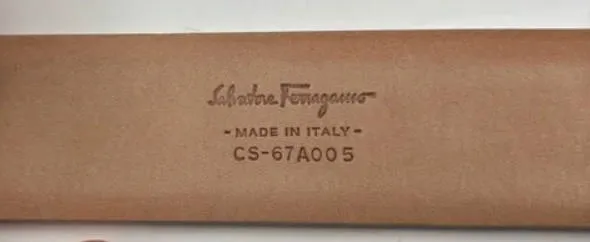 Salvatore Ferragamo
- MADE IN ITALY -
CS-67A005